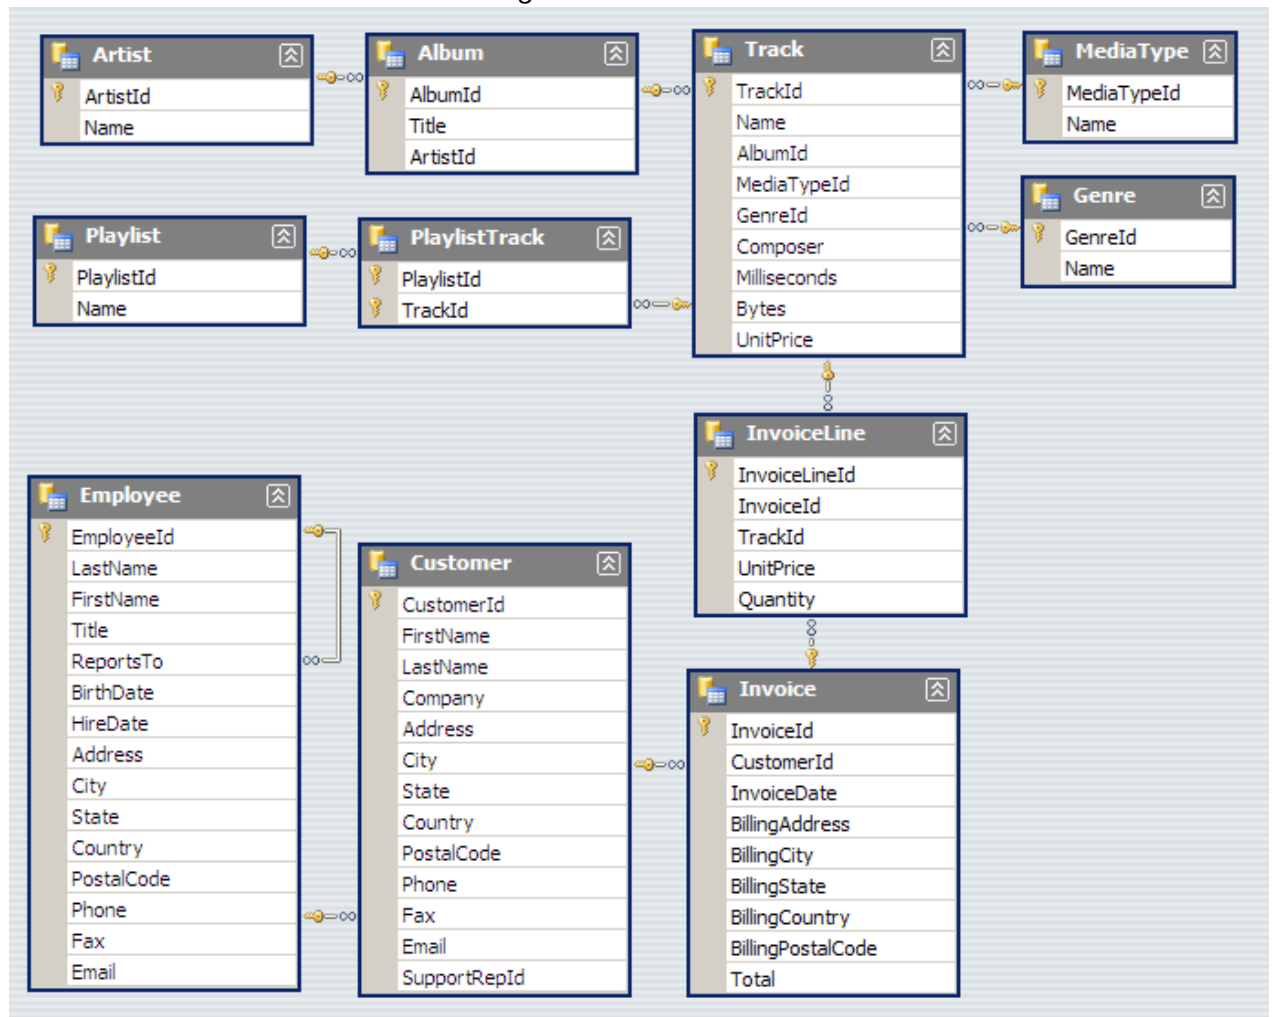 Artist
ArtistId
Name
Album
AlbumId
Title
ArtistId
Track
TrackId
Name
AlbumId
MediaTypeId
GenreId
Composer
Milliseconds
Bytes
UnitPrice
MediaType
MediaTypeId
Name
Genre
GenreId
Name
Playlist
PlaylistId
Name
PlaylistTrack
PlaylistId
TrackId
InvoiceLine
InvoiceLineId
InvoiceId
TrackId
UnitPrice
Quantity
Employee
EmployeeId
LastName
FirstName
Title
ReportsTo
BirthDate
HireDate
Address
City
State
Country
PostalCode
Phone
Fax
Email
Customer
CustomerId
FirstName
LastName
Company
Address
City
State
Country
PostalCode
Phone
Fax
Email
SupportRepId
Invoice
InvoiceId
CustomerId
InvoiceDate
BillingAddress
BillingCity
BillingState
BillingCountry
BillingPostalCode
Total